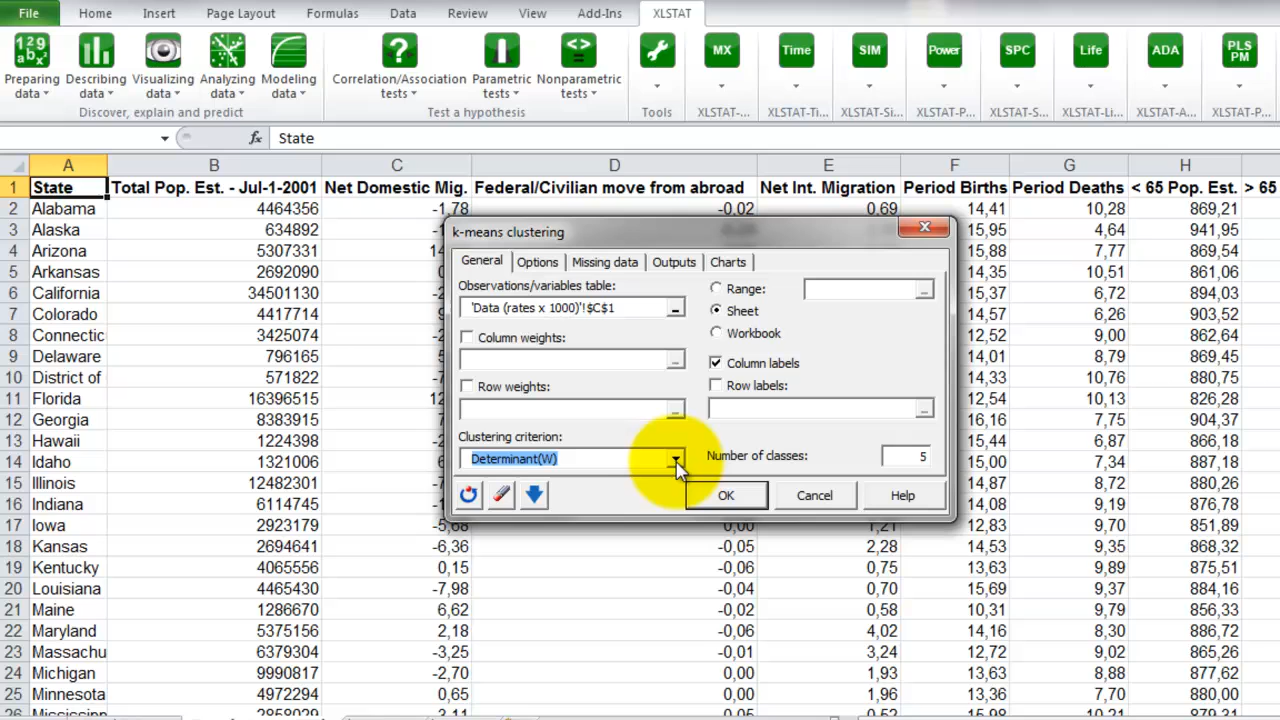 File Home Insert Page Layout Formulas Data Review View Add-Ins XLSTAT
Preparing data Describing data Visualizing data Analyzing data Modeling data Correlation/Association tests Parametric tests Nonparametric tests MX Time SIM Power SPC Life ADA PLS PM
Discover, explain and predict Test a hypothesis Tools XLSTAT-... XLSTAT-Ti... XLSTAT-Si... XLSTAT-P... XLSTAT-S... XLSTAT-Li... XLSTAT-A... XLSTAT-P...
fx State
A B C D E F G H
1 State Total Pop. Est. - Jul-1-2001 Net Domestic Mig. Federal/Civilian move from abroad Net Int. Migration Period Births Period Deaths < 65 Pop. Est. > 65
2 Alabama 4464356 -1,78 -0.02 0.69 14,41 10,28 869,21
3 Alaska 634892 15,95 4,64 941,95
4 Arizona 5307331 15,88 7,77 869,54
5 Arkansas 2692090 14,35 10,51 861,06
6 California 34501130 15,37 6,72 894,03
7 Colorado 4417714 14,57 6,26 903,52
8 Connectic 3425074 12,54 9,00 862,64
9 Delaware 796165 14,01 8,79 869,45
10 District of 571822 14,33 10,76 880,75
11 Florida 16396515 12,54 10,13 826,28
12 Georgia 8383915 16,16 7,75 904,37
13 Hawaii 1224398 15,46 6,87 866,18
14 Idaho 1321006 15,00 7,34 866,97
15 Illinois 12482301 14,87 8,72 880,26
16 Indiana 6114745 14,08 9,19 876,78
17 Iowa 2923179 -5,68 0,00 1,21 12,83 9,70 851,89
18 Kansas 2694641 -6,36 -0,05 2,28 14,53 9,35 868,32
19 Kentucky 4065556 0,15 -0,06 0,75 13,63 9,89 875,51
20 Louisiana 4465430 -7,98 -0,04 0,70 15,69 9,37 884,16
21 Maine 1286670 6,62 -0,02 0,58 10,31 9,79 856,33
22 Maryland 5375156 2,18 -0,06 4,02 14,16 8,30 886,72
23 Massachu 6379304 -3,25 -0,01 3,24 12,72 9,02 865,26
24 Michigan 9990817 -2,70 0,00 1,93 13,36 8,88 877,62
25 Minnesota 4972294 0,65 0,00 1,96 13,36 7,70 880,00
26 Mississippi 2858029 -3,11 -0,05 0,52 15,98 10,01 879,31
k-means clustering
General Options Missing data Outputs Charts
Observations/variables table:
'Data (rates x 1000)'!$C$1
Column weights:
Row weights:
Clustering criterion:
Determinant(W)
Range:
Sheet
Workbook
Column labels
Row labels:
Number of classes: 5
OK Cancel Help